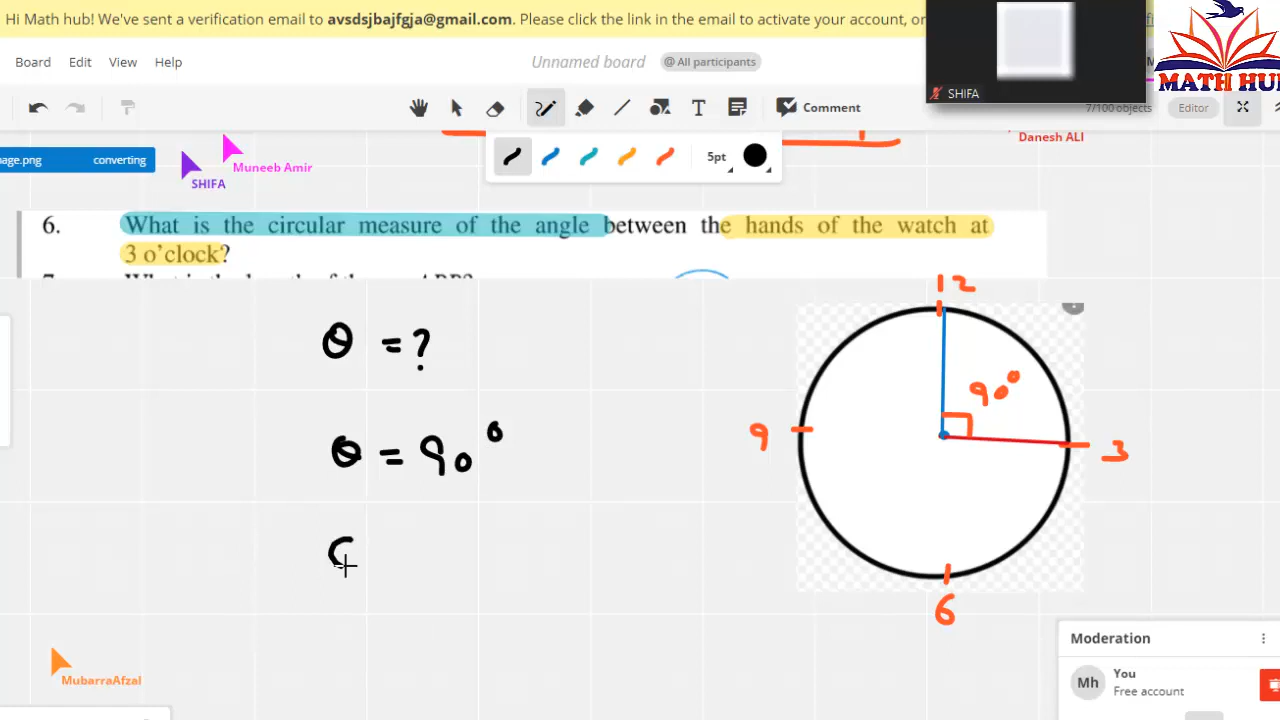 Hi Math hub! We've sent a verification email to avsdsjbajfgja@gmail.com. Please click the link in the email to activate your account, or
MATH HUB
Board Edit View Help
Unnamed board
@ All participants
SHIFA
T
Comment
7/100 objects
Editor
Danesh ALI
age.png converting
Muneeb Amir
SHIFA
5pt
6. What is the circular measure of the angle between the hands of the watch at
3 o'clock?
12
θ = ?
90°
θ = 90°
9
3
6
Moderation
You
Mh
Free account
MubarraAfzal